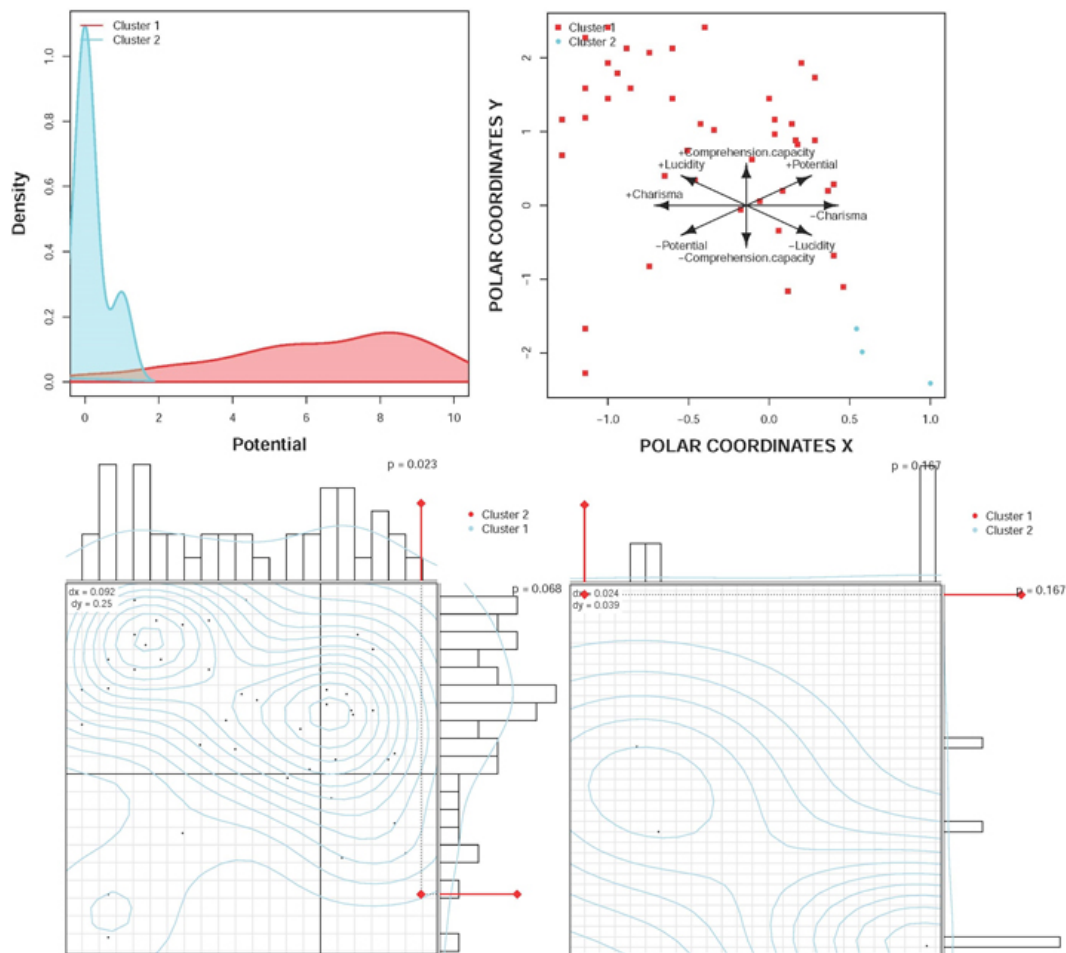 Cluster 1
Cluster 2
Density
0.0
0.2
0.4
0.6
0.8
1.0
0
2
4
6
8
10
Potential
Cluster 1
Cluster 2
POLAR COORDINATES Y
2
1
0
−1
−2
+Comprehension.capacity
+Lucidity
+Potential
+Charisma
−Charisma
−Potential
−Lucidity
−Comprehension.capacity
−1.0
−0.5
0.0
0.5
1.0
POLAR COORDINATES X
p = 0.023
Cluster 2
Cluster 1
dx = 0.092
dy = 0.25
p = 0.068
p = 0.167
Cluster 1
Cluster 2
dx = 0.024
dy = 0.039
p = 0.167